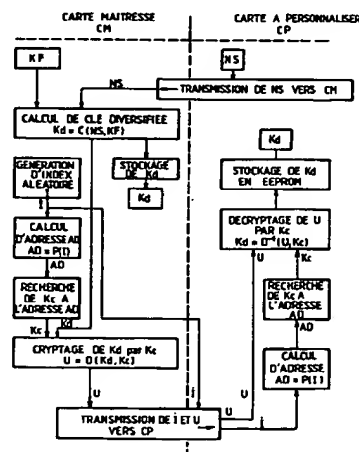 CARTE MAITRESSE
CM
CARTE A PERSONNALISER
CP
KF
NS
NS
TRANSMISSION DE NS VERS CM
CALCUL DE CLE DIVERSIFIEE
Kd = C(NS,KF)
GENERATION
D'INDEX
ALEATOIRE
STOCKAGE
DE Kd
Kd
i
CALCUL
D'ADRESSE AD
AD = P(I)
AD
RECHERCHE
DE Kc A
L'ADRESSE AD
Kc
Kd
CRYPTAGE DE Kd par Kc
U = D(Kd,Kc)
U
i
TRANSMISSION DE i ET U
VERS CP
Kd
STOCKAGE DE Kd
EN EEPROM
DECRYPTAGE DE U
PAR Kc
Kd = D⁻¹(U,Kc)
U
Kc
RECHERCHE
DE Kc A
L'ADRESSE
AD
AD
CALCUL
D'ADRESSE
AD=P(I)
U
U
i